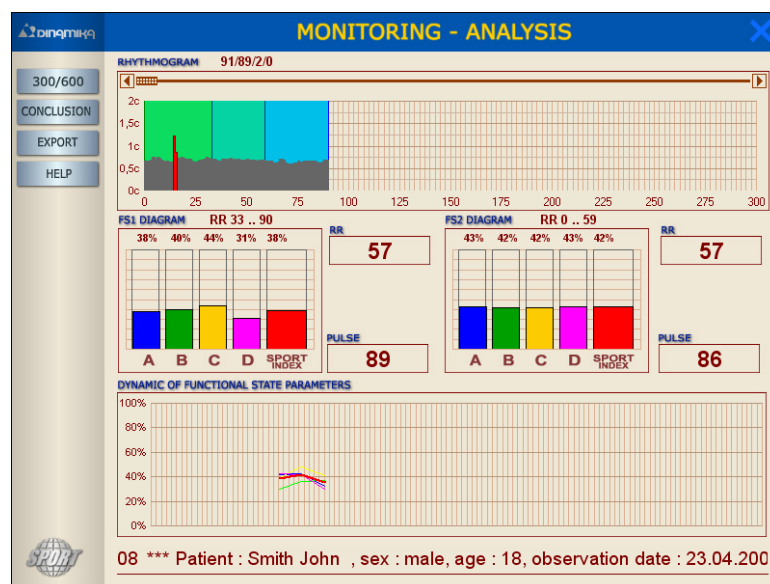 DINAMIKA
MONITORING - ANALYSIS
300/600
CONCLUSION
EXPORT
HELP
SPORT
RHYTHMOGRAM 91/89/2/0
2c
1,5c
1c
0,5c
0c
0 25 50 75 100 125 150 175 200 225 250 275 300
FS1 DIAGRAM RR 33 .. 90
38% 40% 44% 31% 38%
A B C D SPORT INDEX
RR
57
PULSE
89
FS2 DIAGRAM RR 0 .. 59
43% 42% 42% 43% 42%
A B C D SPORT INDEX
RR
57
PULSE
86
DYNAMIC OF FUNCTIONAL STATE PARAMETERS
100%
80%
60%
40%
20%
0%
08 *** Patient : Smith John , sex : male, age : 18, observation date : 23.04.200